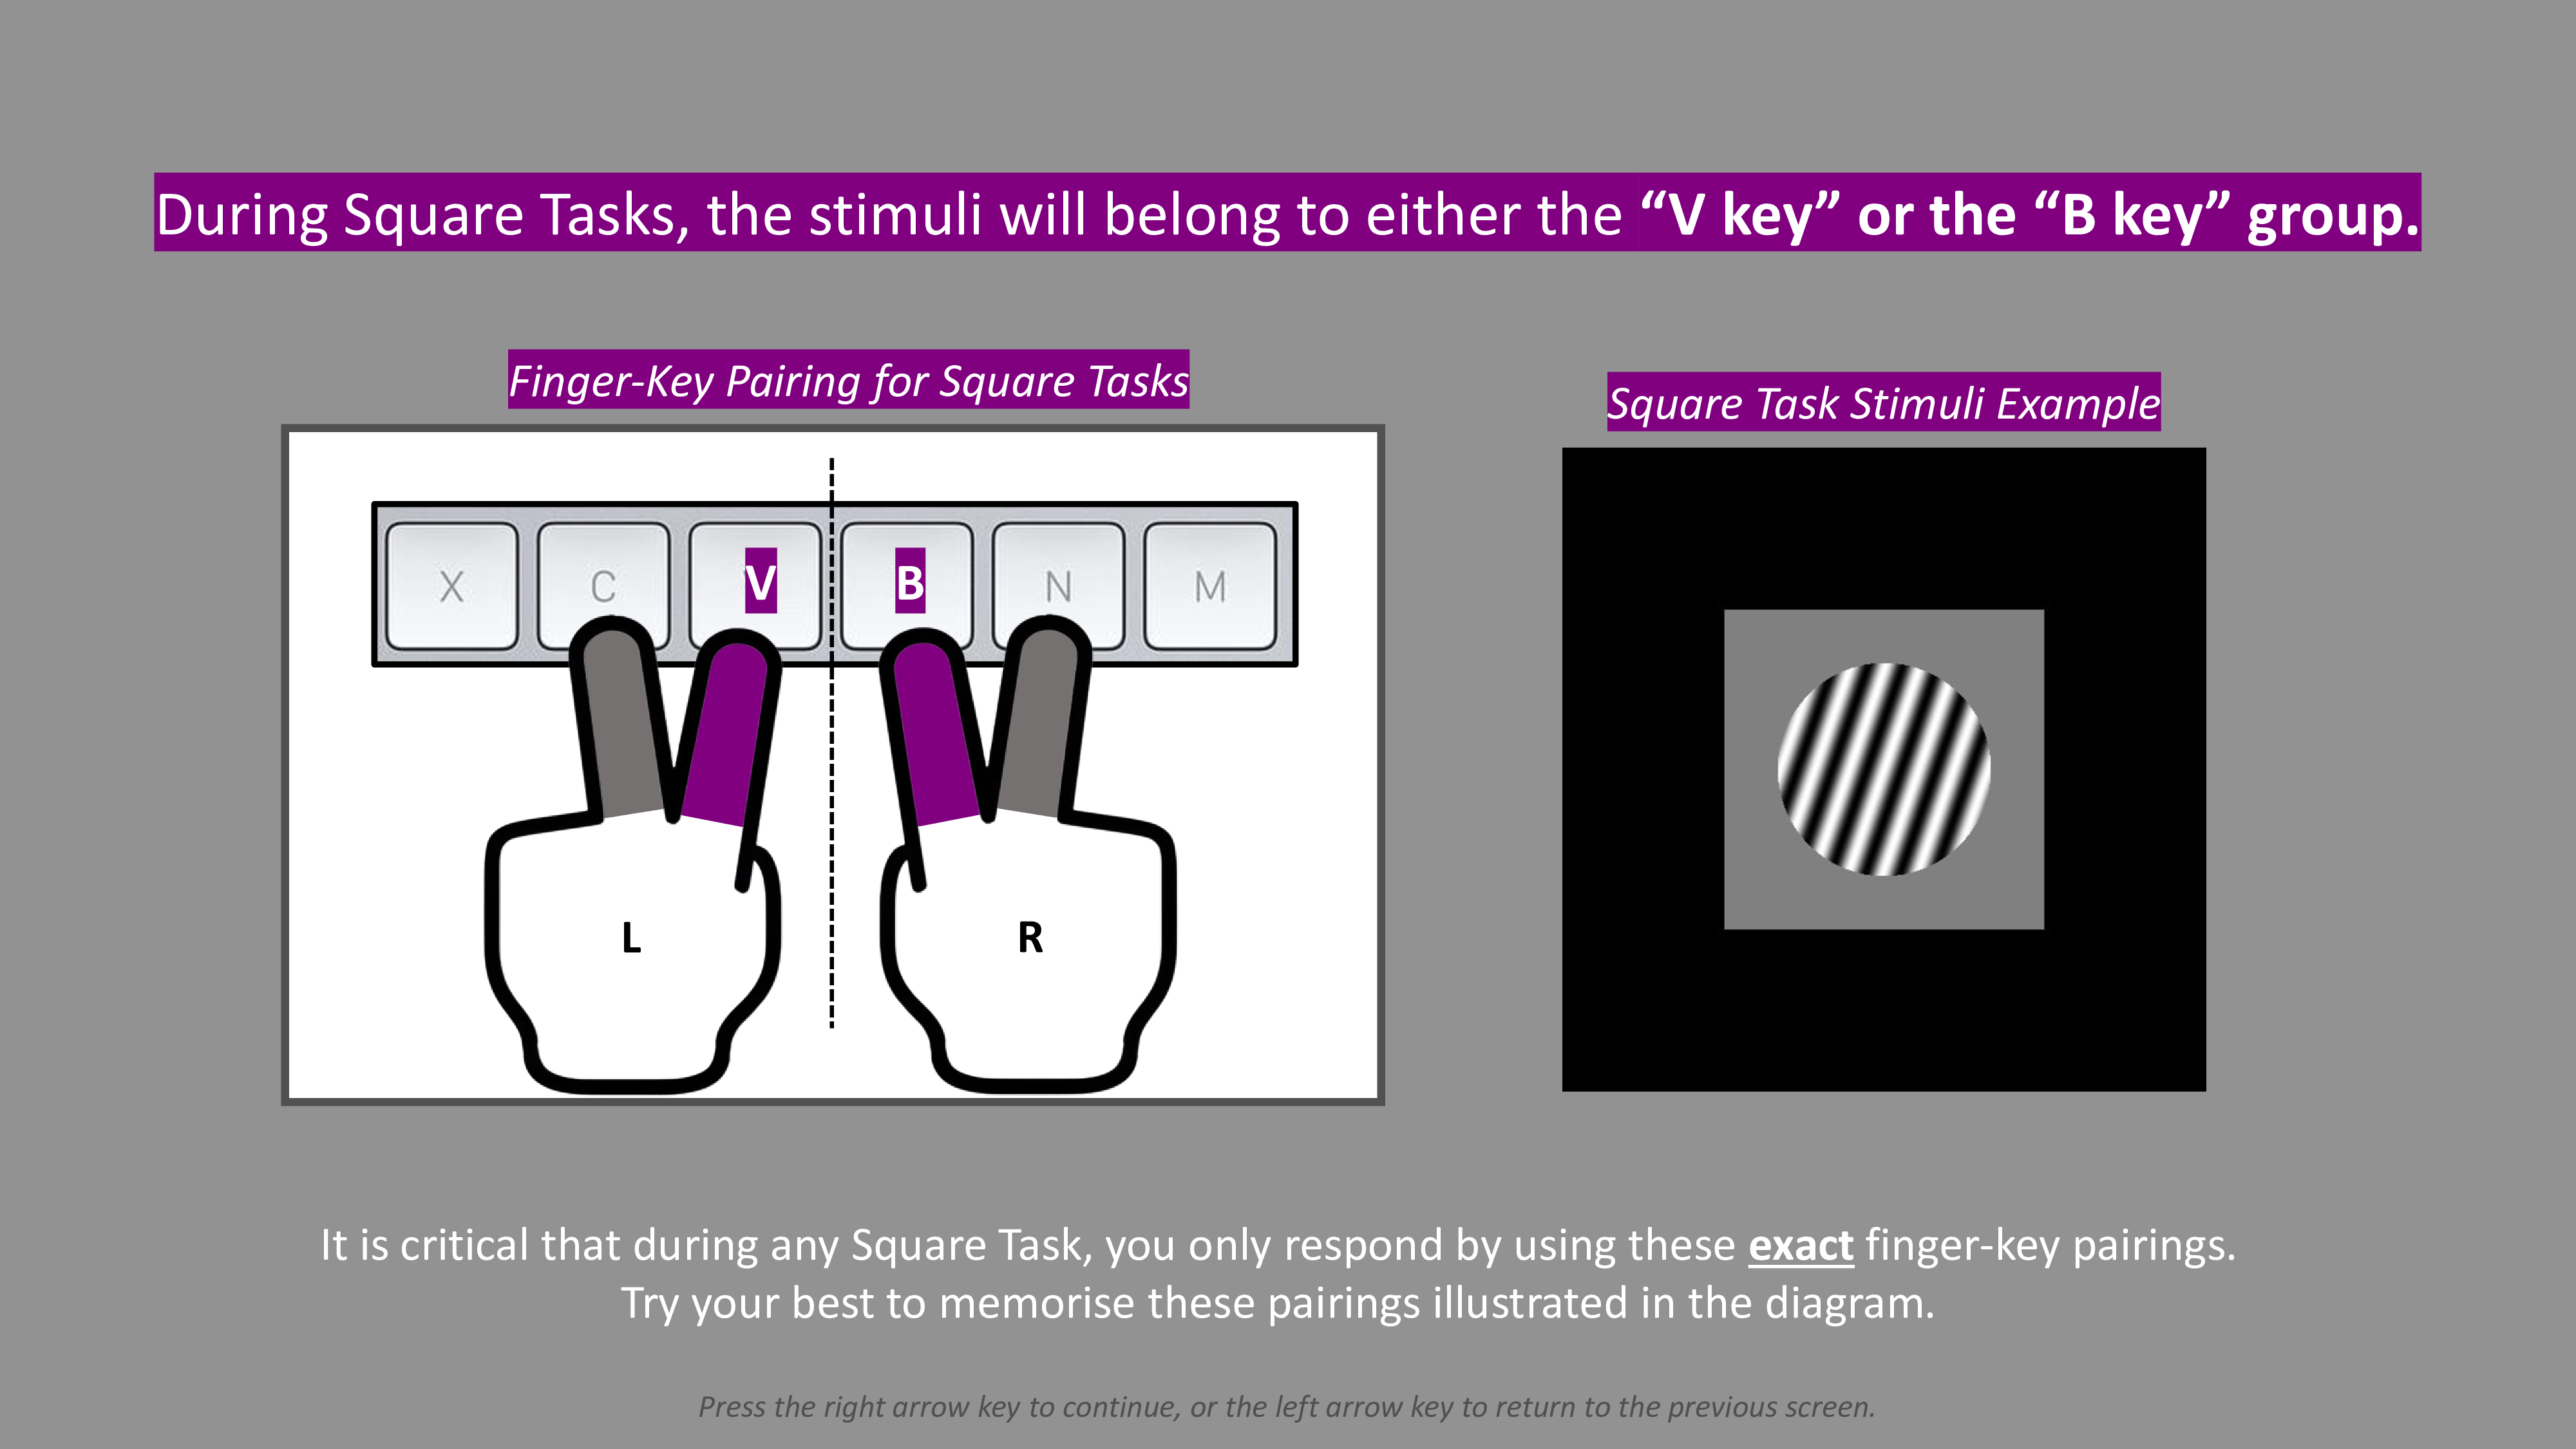 During Square Tasks, the stimuli will belong to either the “V key” or the “B key” group.
Finger-Key Pairing for Square Tasks
Square Task Stimuli Example
X C V B N M
L R
It is critical that during any Square Task, you only respond by using these exact finger-key pairings.
Try your best to memorise these pairings illustrated in the diagram.
Press the right arrow key to continue, or the left arrow key to return to the previous screen.